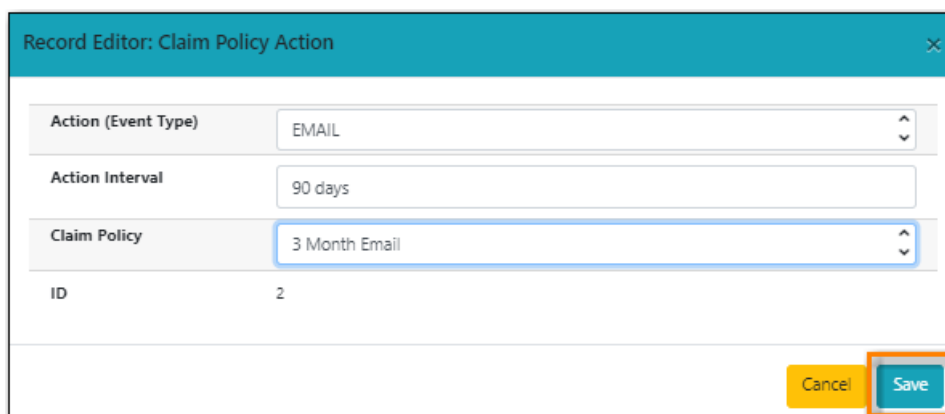 Record Editor: Claim Policy Action ×
Action (Event Type) EMAIL
Action Interval 90 days
Claim Policy 3 Month Email
ID 2
Cancel Save